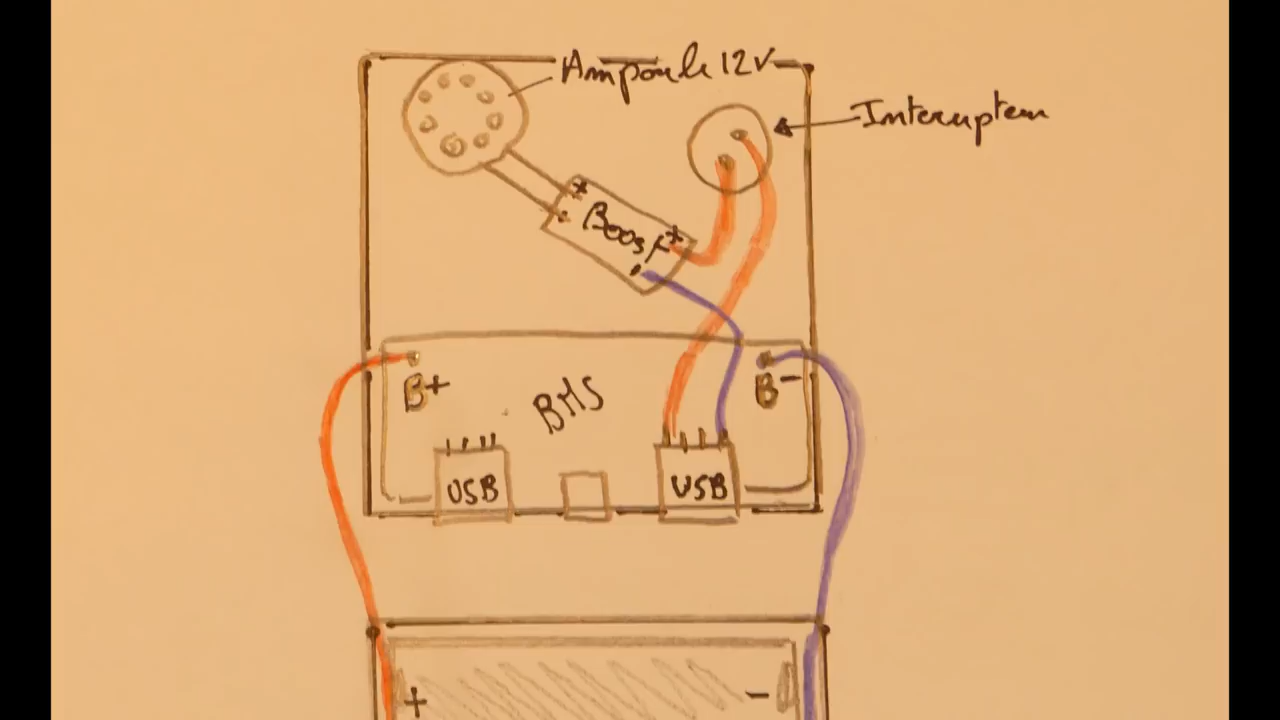 Ampoule 12V
Interrupteur
+
Boost +
B+
BMS
B-
USB
USB
+ -